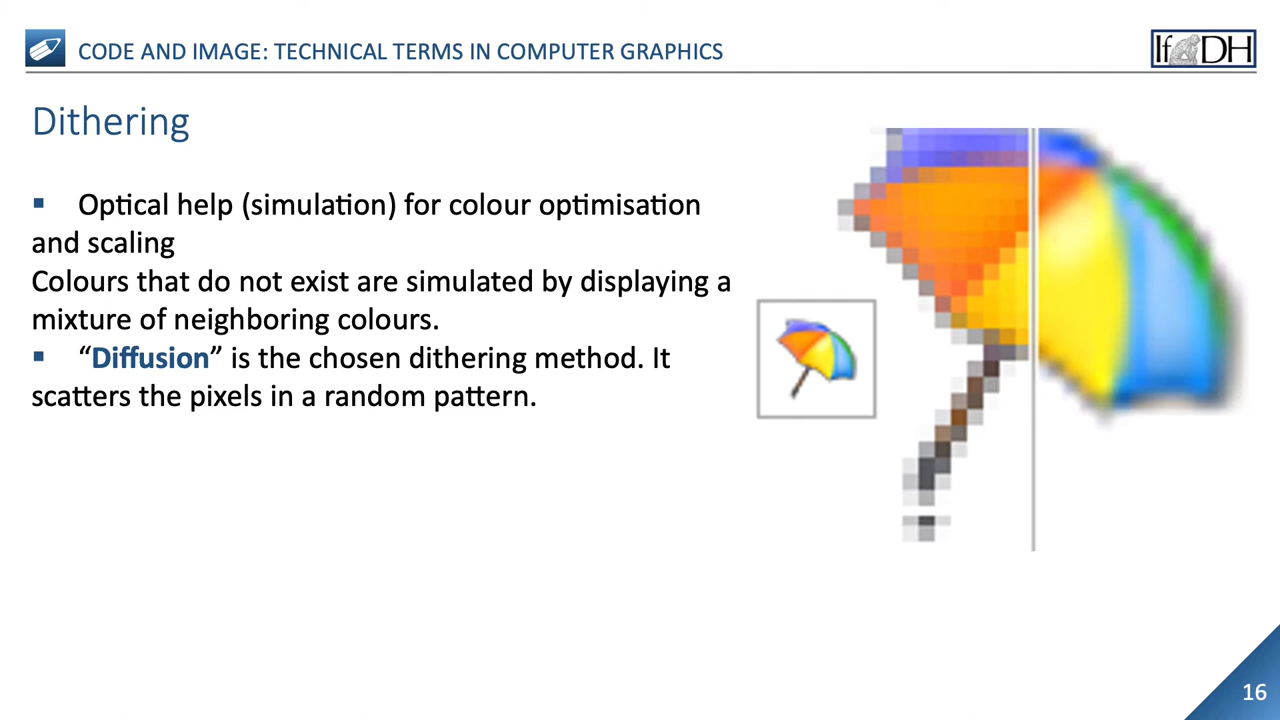 CODE AND IMAGE: TECHNICAL TERMS IN COMPUTER GRAPHICS
IfDH
Dithering
▪ Optical help (simulation) for colour optimisation
and scaling
Colours that do not exist are simulated by displaying a
mixture of neighboring colours.
▪ “Diffusion” is the chosen dithering method. It
scatters the pixels in a random pattern.
16